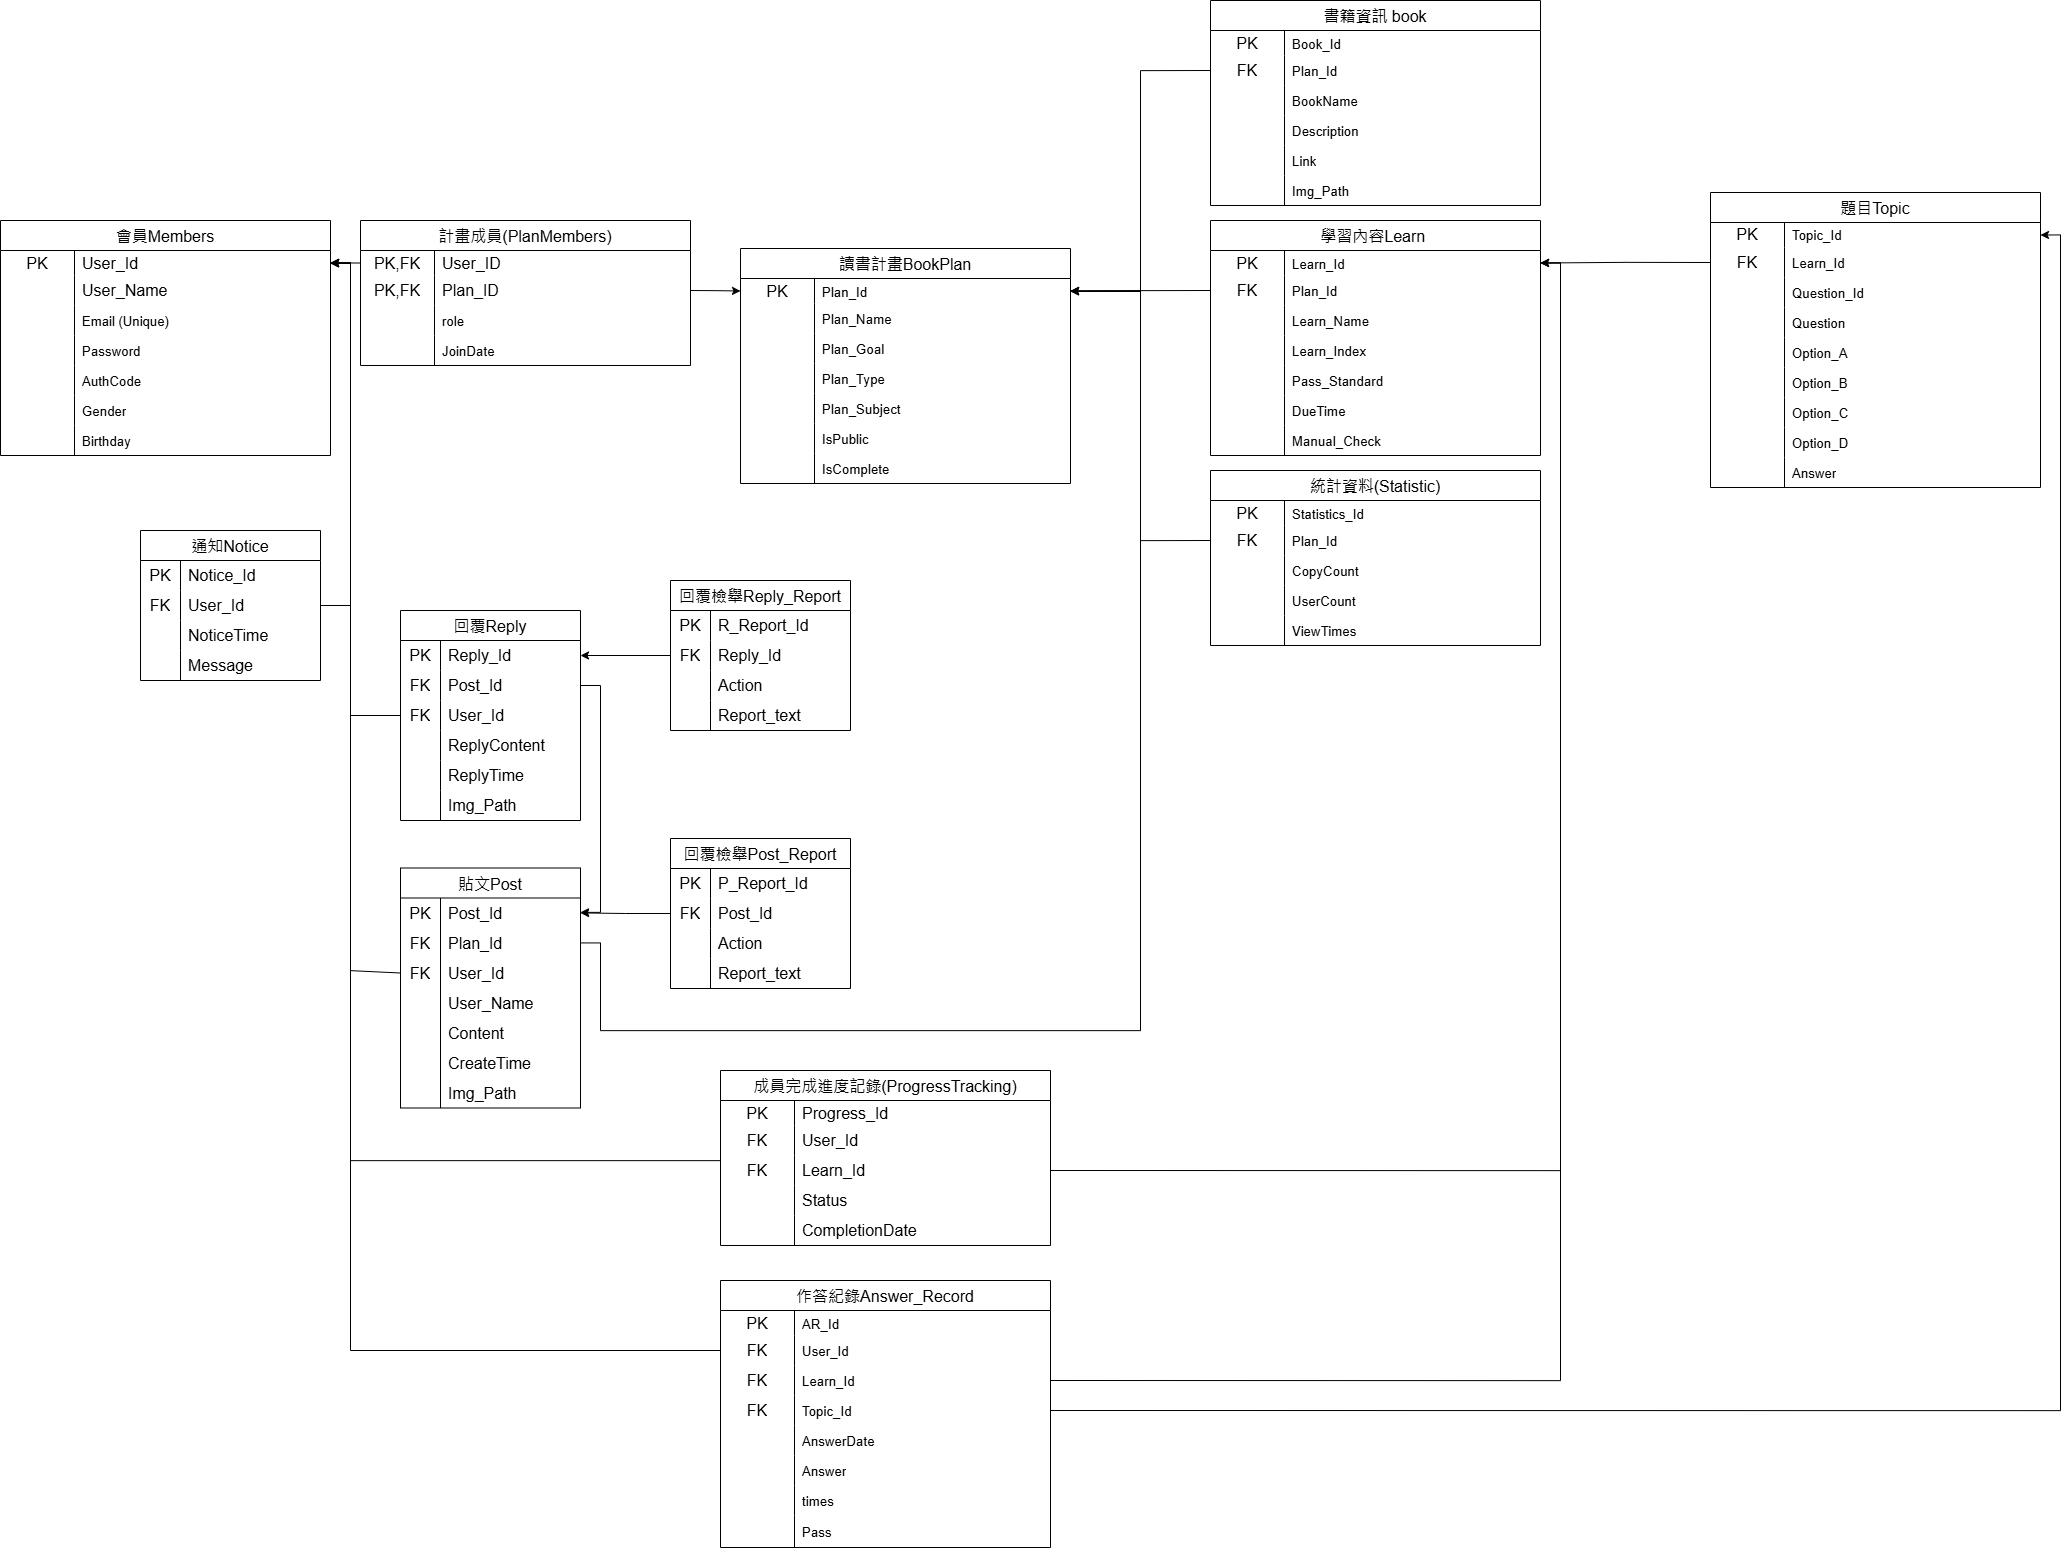 書籍資訊 book
PK Book_Id
FK Plan_Id
BookName
Description
Link
Img_Path
會員Members
PK User_Id
User_Name
Email (Unique)
Password
AuthCode
Gender
Birthday
計畫成員(PlanMembers)
PK,FK User_ID
PK,FK Plan_ID
role
JoinDate
讀書計畫BookPlan
PK Plan_Id
Plan_Name
Plan_Goal
Plan_Type
Plan_Subject
IsPublic
IsComplete
學習內容Learn
PK Learn_Id
FK Plan_Id
Learn_Name
Learn_Index
Pass_Standard
DueTime
Manual_Check
題目Topic
PK Topic_Id
FK Learn_Id
Question_Id
Question
Option_A
Option_B
Option_C
Option_D
Answer
統計資料(Statistic)
PK Statistics_Id
FK Plan_Id
CopyCount
UserCount
ViewTimes
通知Notice
PK Notice_Id
FK User_Id
NoticeTime
Message
回覆Reply
PK Reply_Id
FK Post_Id
FK User_Id
ReplyContent
ReplyTime
Img_Path
回覆檢舉Reply_Report
PK R_Report_Id
FK Reply_Id
Action
Report_text
貼文Post
PK Post_Id
FK Plan_Id
FK User_Id
User_Name
Content
CreateTime
Img_Path
回覆檢舉Post_Report
PK P_Report_Id
FK Post_Id
Action
Report_text
成員完成進度記錄(ProgressTracking)
PK Progress_Id
FK User_Id
FK Learn_Id
Status
CompletionDate
作答紀錄Answer_Record
PK AR_Id
FK User_Id
FK Learn_Id
FK Topic_Id
AnswerDate
Answer
times
Pass